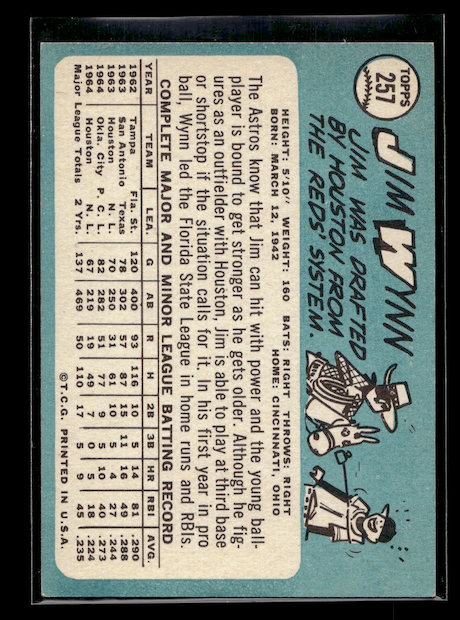 TOPPS
257
JIM WYNN
JIM WAS DRAFTED
BY HOUSTON FROM
THE REDS SYSTEM.
HEIGHT: 5'10" WEIGHT: 160 BATS: RIGHT THROWS: RIGHT
BORN: MARCH 12, 1942 HOME: CINCINNATI, OHIO
The Astros know that Jim can hit with power and the young ball-
player is bound to get stronger as he gets older. Although he fig-
ures as an outfielder with Houston, Jim is able to play at third base
or shortstop if the situation calls for it. In his first year in pro
ball, Wynn led the Florida State League in home runs and RBIs.
COMPLETE MAJOR AND MINOR LEAGUE BATTING RECORD
YEAR TEAM LEA. G AB R H 2B 3B HR RBI AVG.
1962 Tampa Fla. St. 120 400 93 116 10 5 14 81 .290
1963 San Antonio Texas 78 302 57 87 15 11 16 49 .288
1963 Houston N. L. 70 250 31 61 10 5 4 27 .244
1964 Okla. City P. C. L. 82 282 51 77 9 5 10 40 .273
1964 Houston N. L. 67 219 19 49 7 0 5 18 .224
Major League Totals 2 Yrs. 137 469 50 110 17 5 9 45 .235
©T.C.G. PRINTED IN U.S.A.